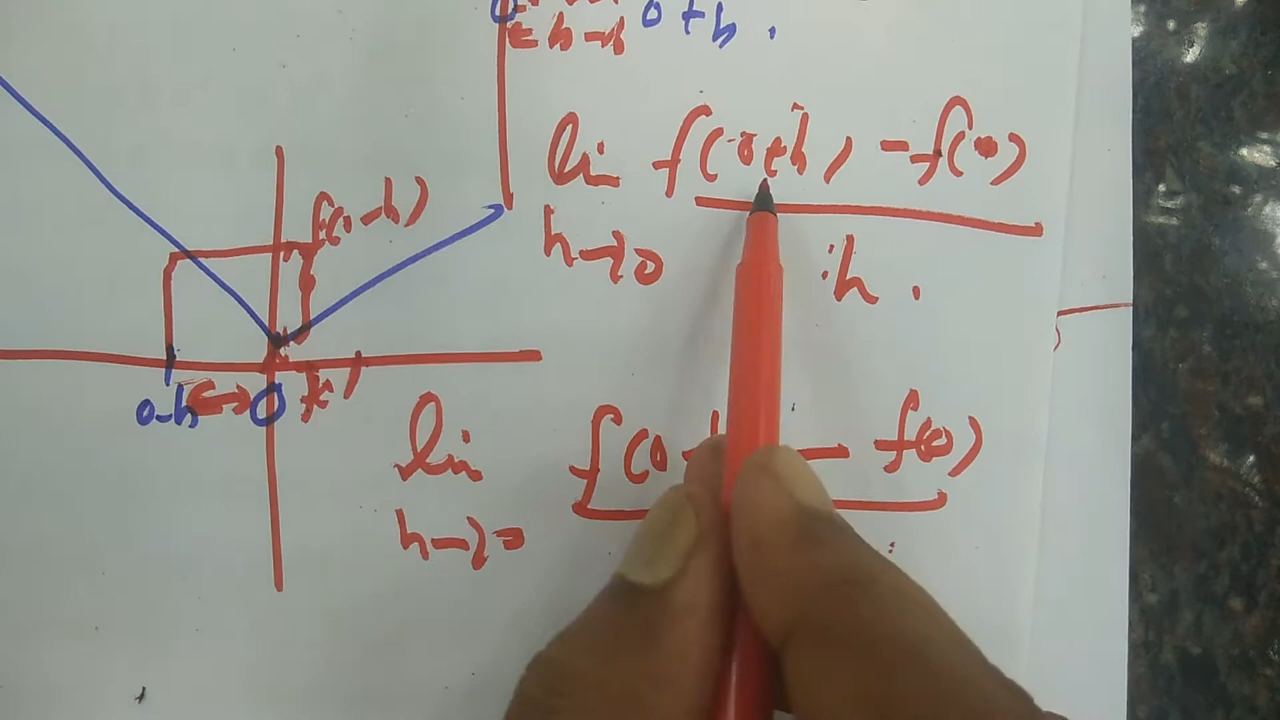 0 + h .
lim f(0+h) - f(0)
h→0 h .
f(0-h)
0-h 0
lim f(0 — f(0)
h→0